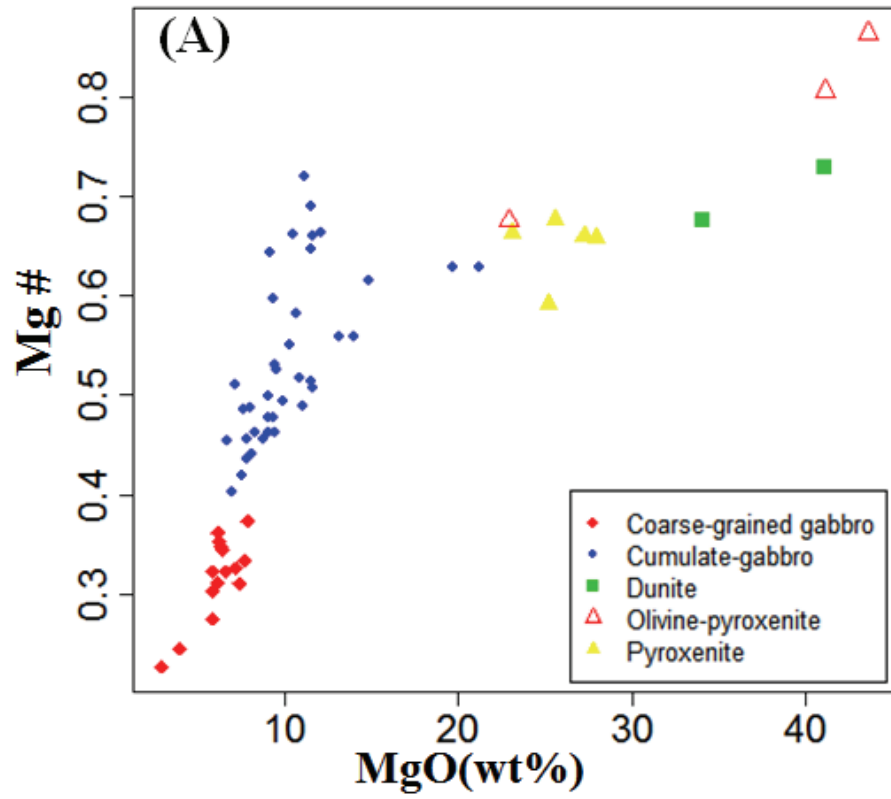 (A)
Mg #
0.8
0.7
0.6
0.5
0.4
0.3
Coarse-grained gabbro
Cumulate-gabbro
Dunite
Olivine-pyroxenite
Pyroxenite
10 20 30 40
MgO(wt%)